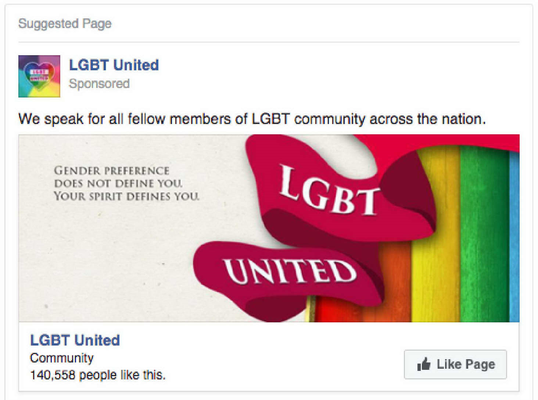 Suggested Page
LGBT
UNITED
LGBT United
Sponsored
We speak for all fellow members of LGBT community across the nation.
GENDER PREFERENCE
DOES NOT DEFINE YOU.
YOUR SPIRIT DEFINES YOU.
LGBT
UNITED
LGBT United
Community
140,558 people like this.
Like Page